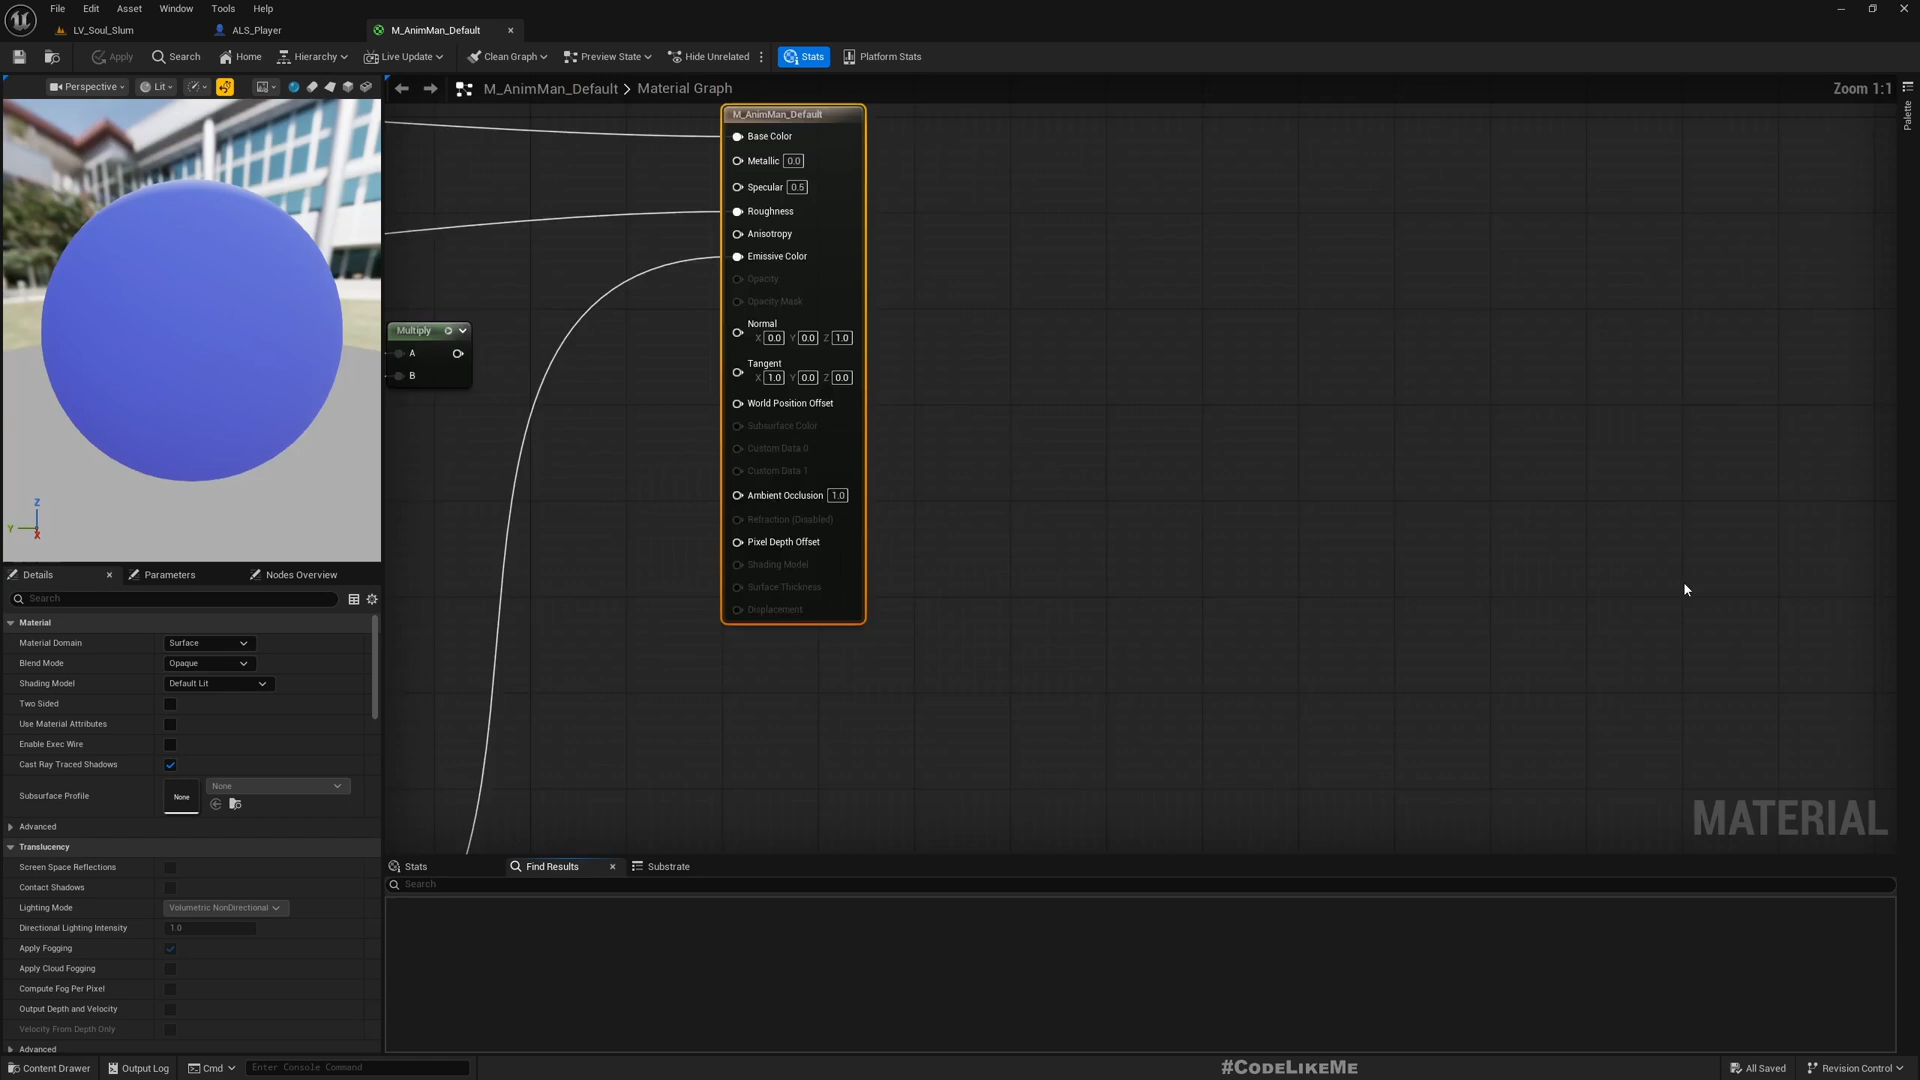 File Edit Asset Window Tools Help
LV_Soul_Slum ALS_Player M_AnimMan_Default
Apply Search Home Hierarchy Live Update Clean Graph Preview State Hide Unrelated Stats Platform Stats
Perspective Lit M_AnimMan_Default > Material Graph Zoom 1:1
Palette
M_AnimMan_Default
Base Color
Metallic 0.0
Specular 0.5
Roughness
Anisotropy
Emissive Color
Opacity
Opacity Mask
Normal
X 0.0 Y 0.0 Z 1.0
Tangent
X 1.0 Y 0.0 Z 0.0
World Position Offset
Subsurface Color
Custom Data 0
Custom Data 1
Ambient Occlusion 1.0
Refraction (Disabled)
Pixel Depth Offset
Shading Model
Surface Thickness
Displacement
Multiply
A
B
Z
Y
X
MATERIAL
Details Parameters Nodes Overview
Search
Material
Material Domain Surface
Blend Mode Opaque
Shading Model Default Lit
Two Sided
Use Material Attributes
Enable Exec Wire
Cast Ray Traced Shadows
Subsurface Profile None None
Advanced
Translucency
Screen Space Reflections
Contact Shadows
Lighting Mode Volumetric NonDirectional
Directional Lighting Intensity 1.0
Apply Fogging
Apply Cloud Fogging
Compute Fog Per Pixel
Output Depth and Velocity
Velocity From Depth Only
Advanced
Stats Find Results Substrate
Search
Content Drawer Output Log Cmd Enter Console Command #CODELIKEME All Saved Revision Control